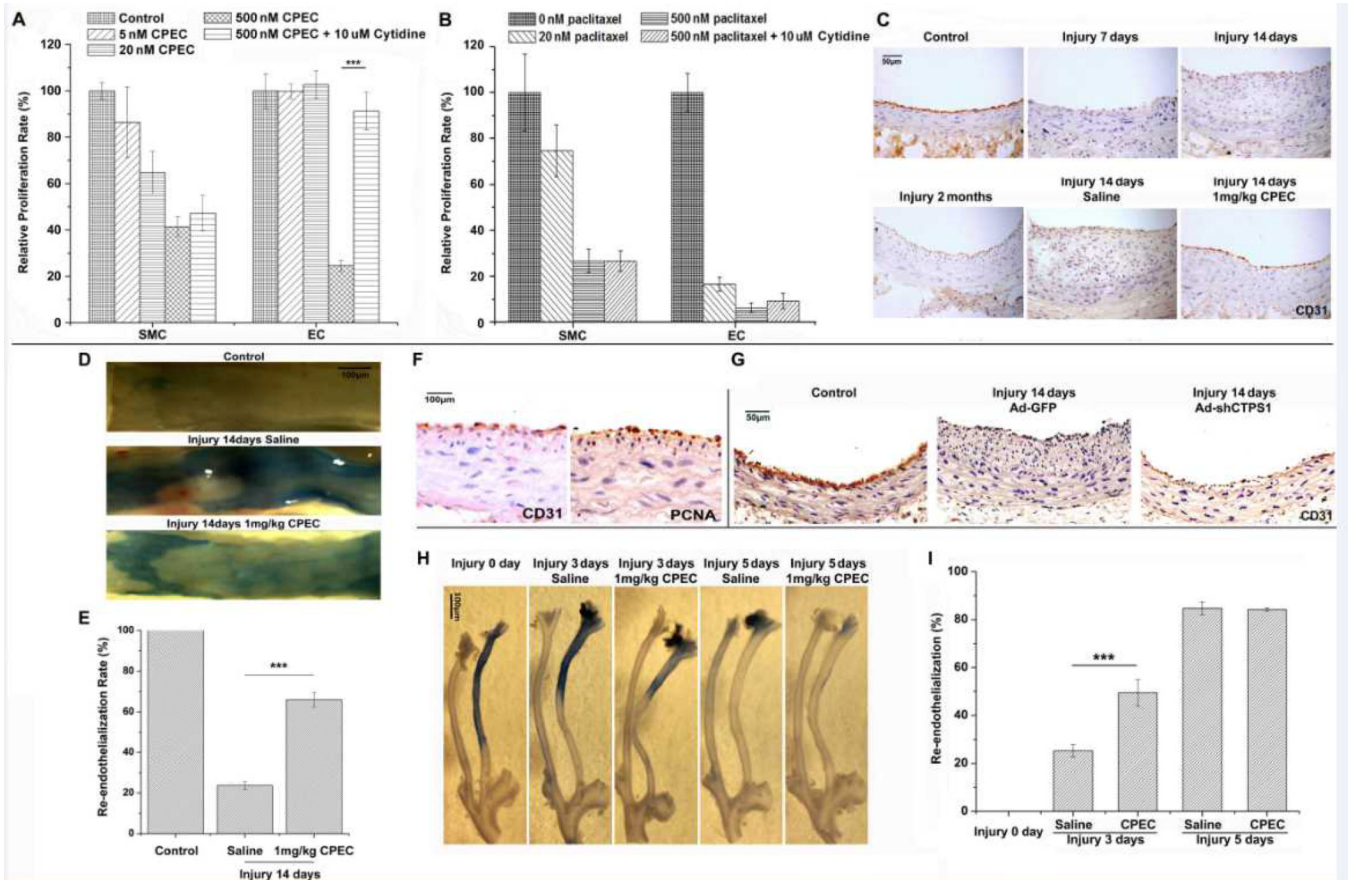 A
Control
5 nM CPEC
20 nM CPEC
500 nM CPEC
500 nM CPEC + 10 uM Cytidine
***
Relative Proliferation Rate (%)
120
100
80
60
40
20
0
SMC
EC
B
0 nM paclitaxel
20 nM paclitaxel
500 nM paclitaxel
500 nM paclitaxel + 10 uM Cytidine
Relative Proliferation Rate (%)
120
100
80
60
40
20
0
SMC
EC
C
Control
Injury 7 days
Injury 14 days
50μm
Injury 2 months
Injury 14 days
Saline
Injury 14 days
1mg/kg CPEC
CD31
D
Control
100μm
Injury 14days Saline
Injury 14days 1mg/kg CPEC
E
Re-endothelialization Rate (%)
100
80
60
40
20
0
***
Control
Saline
1mg/kg CPEC
Injury 14 days
F
100μm
CD31
PCNA
G
50μm
Control
Injury 14 days
Ad-GFP
Injury 14 days
Ad-shCTPS1
CD31
H
Injury 0 day
Injury 3 days
Saline
Injury 3 days
1mg/kg CPEC
Injury 5 days
Saline
Injury 5 days
1mg/kg CPEC
100μm
I
Re-endothelialization (%)
100
80
60
40
20
0
***
Injury 0 day
Saline
CPEC
Injury 3 days
Saline
CPEC
Injury 5 days